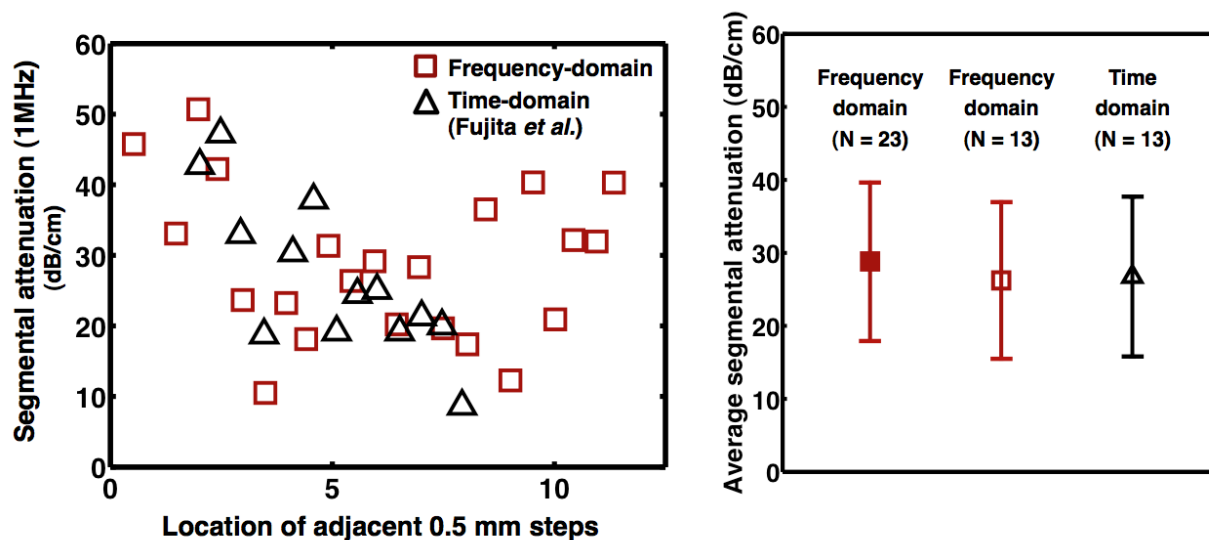 Segmental attenuation (1MHz)
(dB/cm)
60
50
40
30
20
10
0
0
5
10
Location of adjacent 0.5 mm steps
Frequency-domain
Time-domain
(Fujita et al.)
Average segmental attenuation (dB/cm)
60
50
40
30
20
10
0
Frequency
domain
(N = 23)
Frequency
domain
(N = 13)
Time
domain
(N = 13)